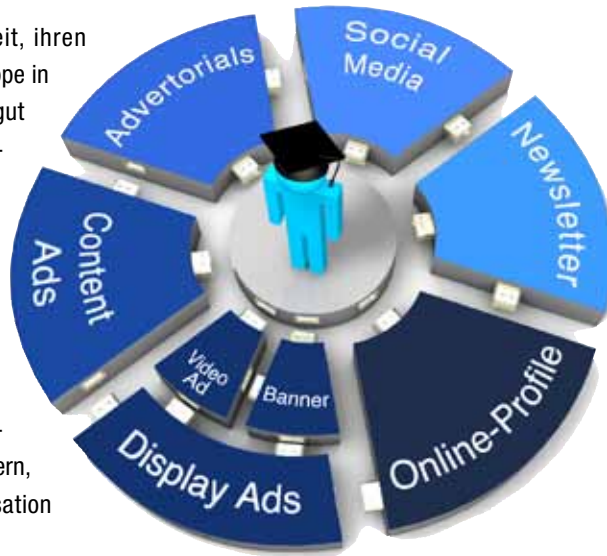 eit, ihren
ppe in
gut
Advertorials
Social
Media
Newsletter
Content
Ads
Video
Ad
Banner
Display Ads
Online-Profile
ern,
sation